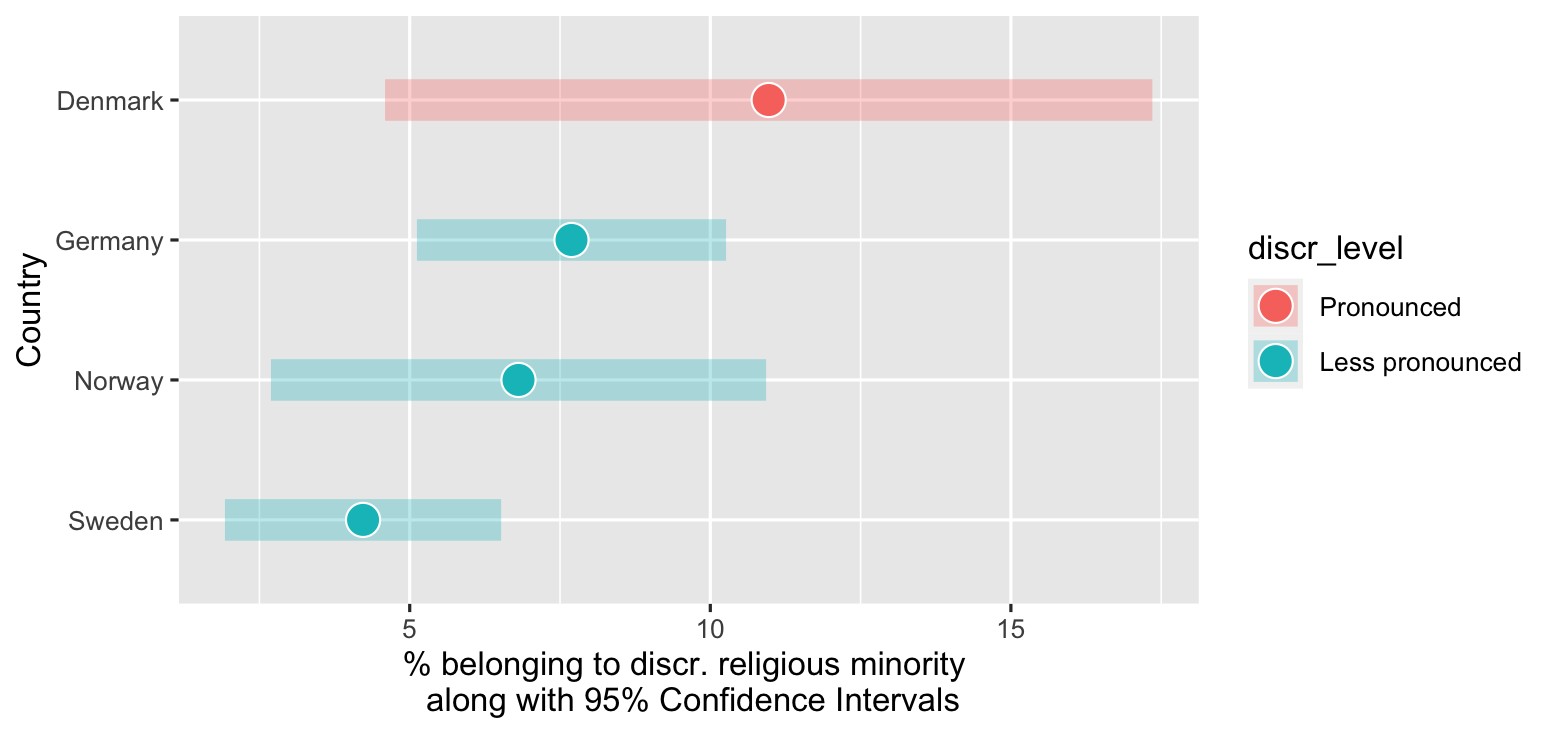 Denmark
Germany
Norway
Sweden
Country
5
10
15
% belonging to discr. religious minority
along with 95% Confidence Intervals
discr_level
Pronounced
Less pronounced